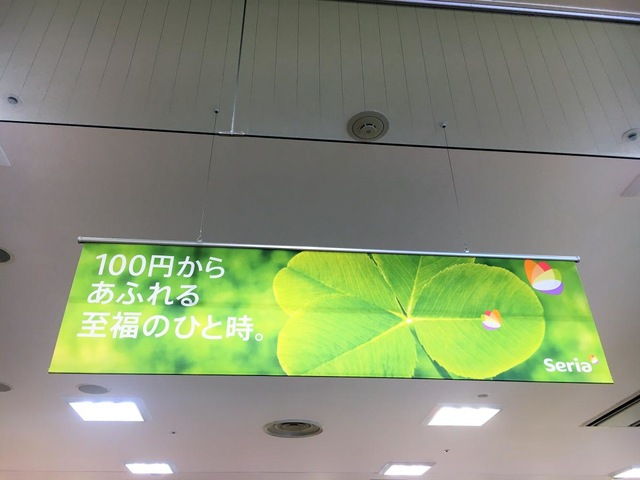 100円から
あふれる
至福のひと時。
Seria